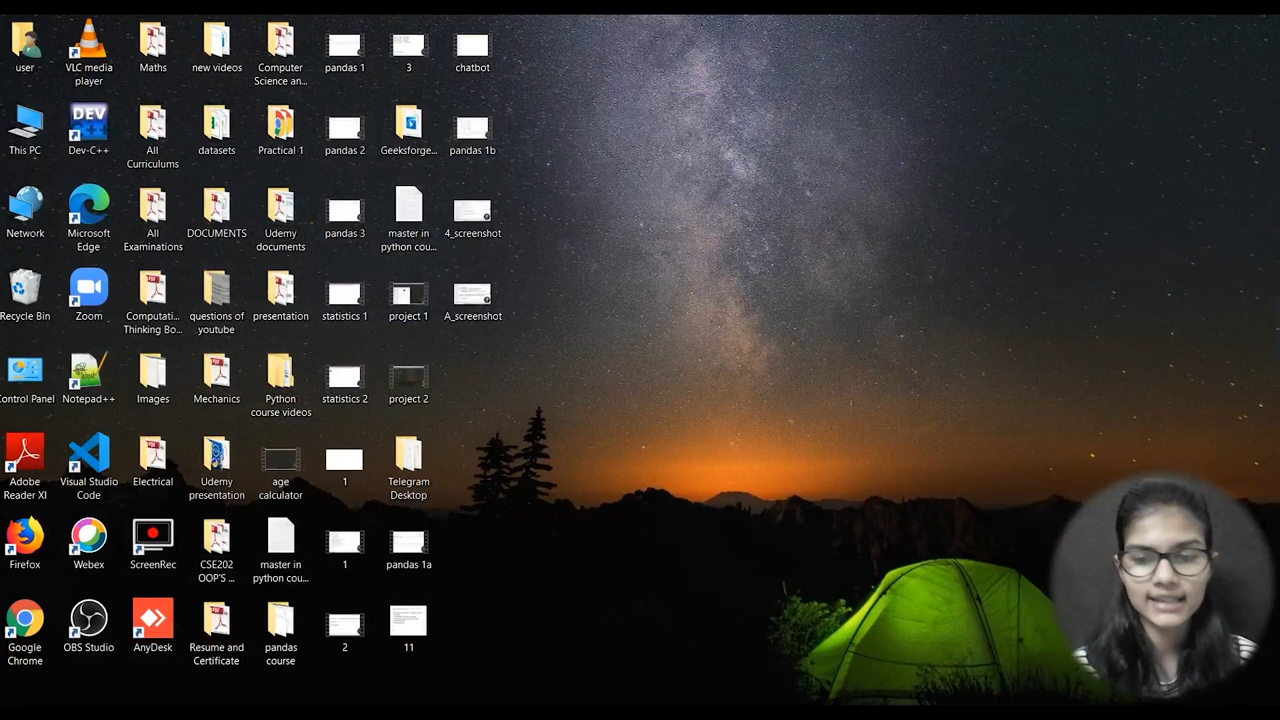 user
VLC media
player
Maths
new videos
Computer
Science an...
pandas 1
3
chatbot
This PC
DEV
C++
Dev-C++
All
Curriculums
datasets
Practical 1
pandas 2
Geeksforge...
pandas 1b
Network
Microsoft
Edge
All
Examinations
DOCUMENTS
Udemy
documents
pandas 3
master in
python cou...
4_screenshot
Recycle Bin
Zoom
Computati...
Thinking Bo...
questions of
youtube
presentation
statistics 1
project 1
A_screenshot
Control Panel
Notepad++
Images
Mechanics
Python
course videos
statistics 2
project 2
Adobe
Reader XI
Visual Studio
Code
Electrical
Udemy
presentation
age
calculator
1
Telegram
Desktop
Firefox
Webex
ScreenRec
CSE202
OOP'S ...
master in
python cou...
1
pandas 1a
Google
Chrome
OBS Studio
AnyDesk
Resume and
Certificate
pandas
course
2
11